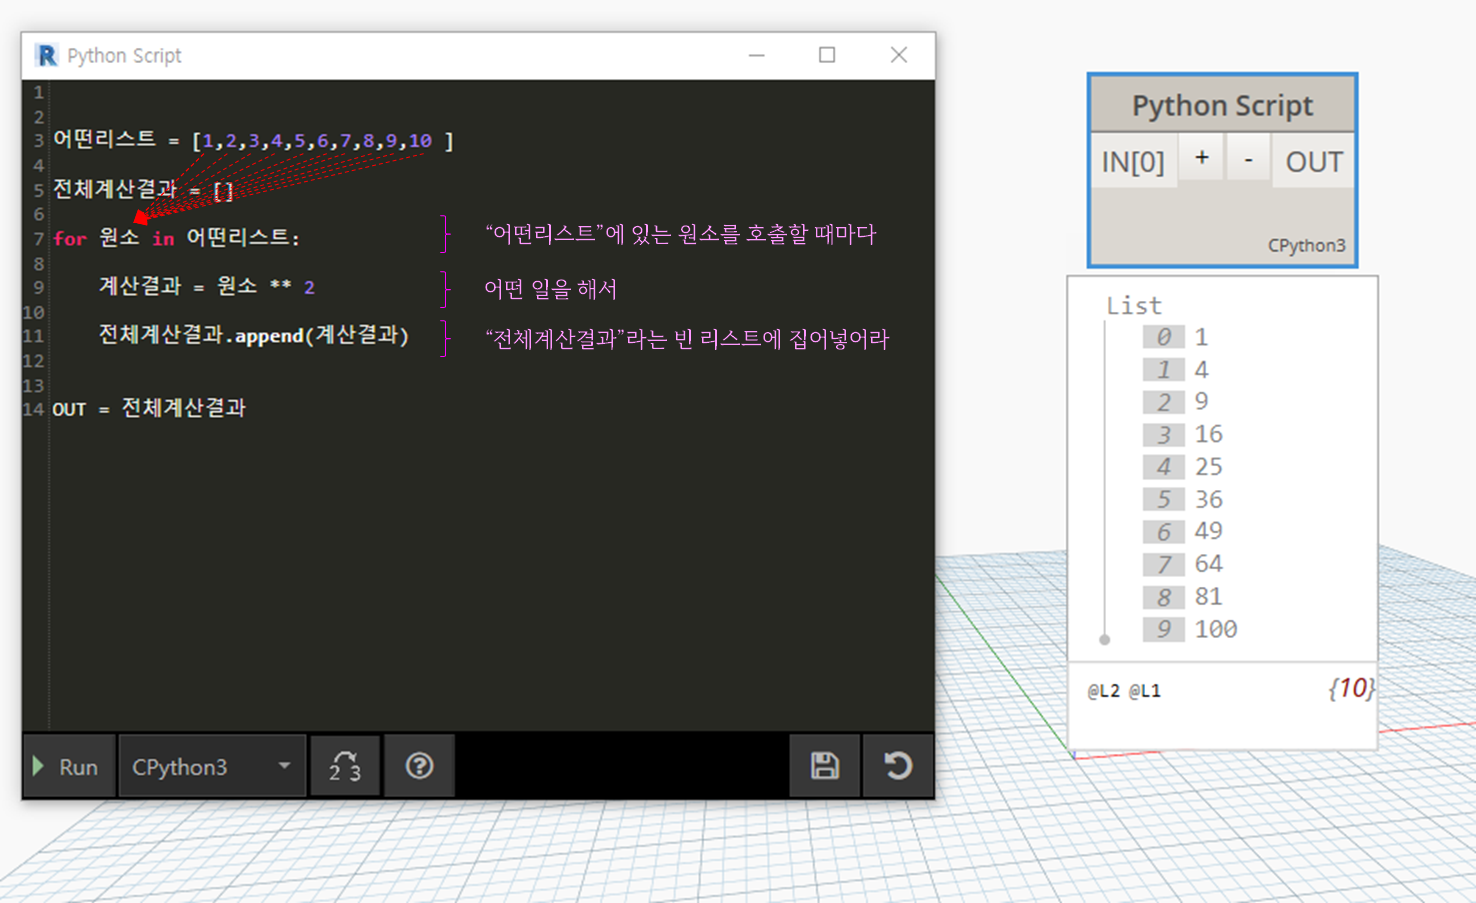 Python Script
1
2
3 어떤리스트 = [1,2,3,4,5,6,7,8,9,10 ]
4
5 전체계산결과 = []
6
7 for 원소 in 어떤리스트: “어떤리스트”에 있는 원소를 호출할 때마다
8
9 계산결과 = 원소 ** 2 어떤 일을 해서
10
11 전체계산결과.append(계산결과) “전체계산결과”라는 빈 리스트에 집어넣어라
12
13
14 OUT = 전체계산결과
Run CPython3 2 3 ?
Python Script
IN[0] + - OUT
CPython3
List
0 1
1 4
2 9
3 16
4 25
5 36
6 49
7 64
8 81
9 100
@L2 @L1 {10}